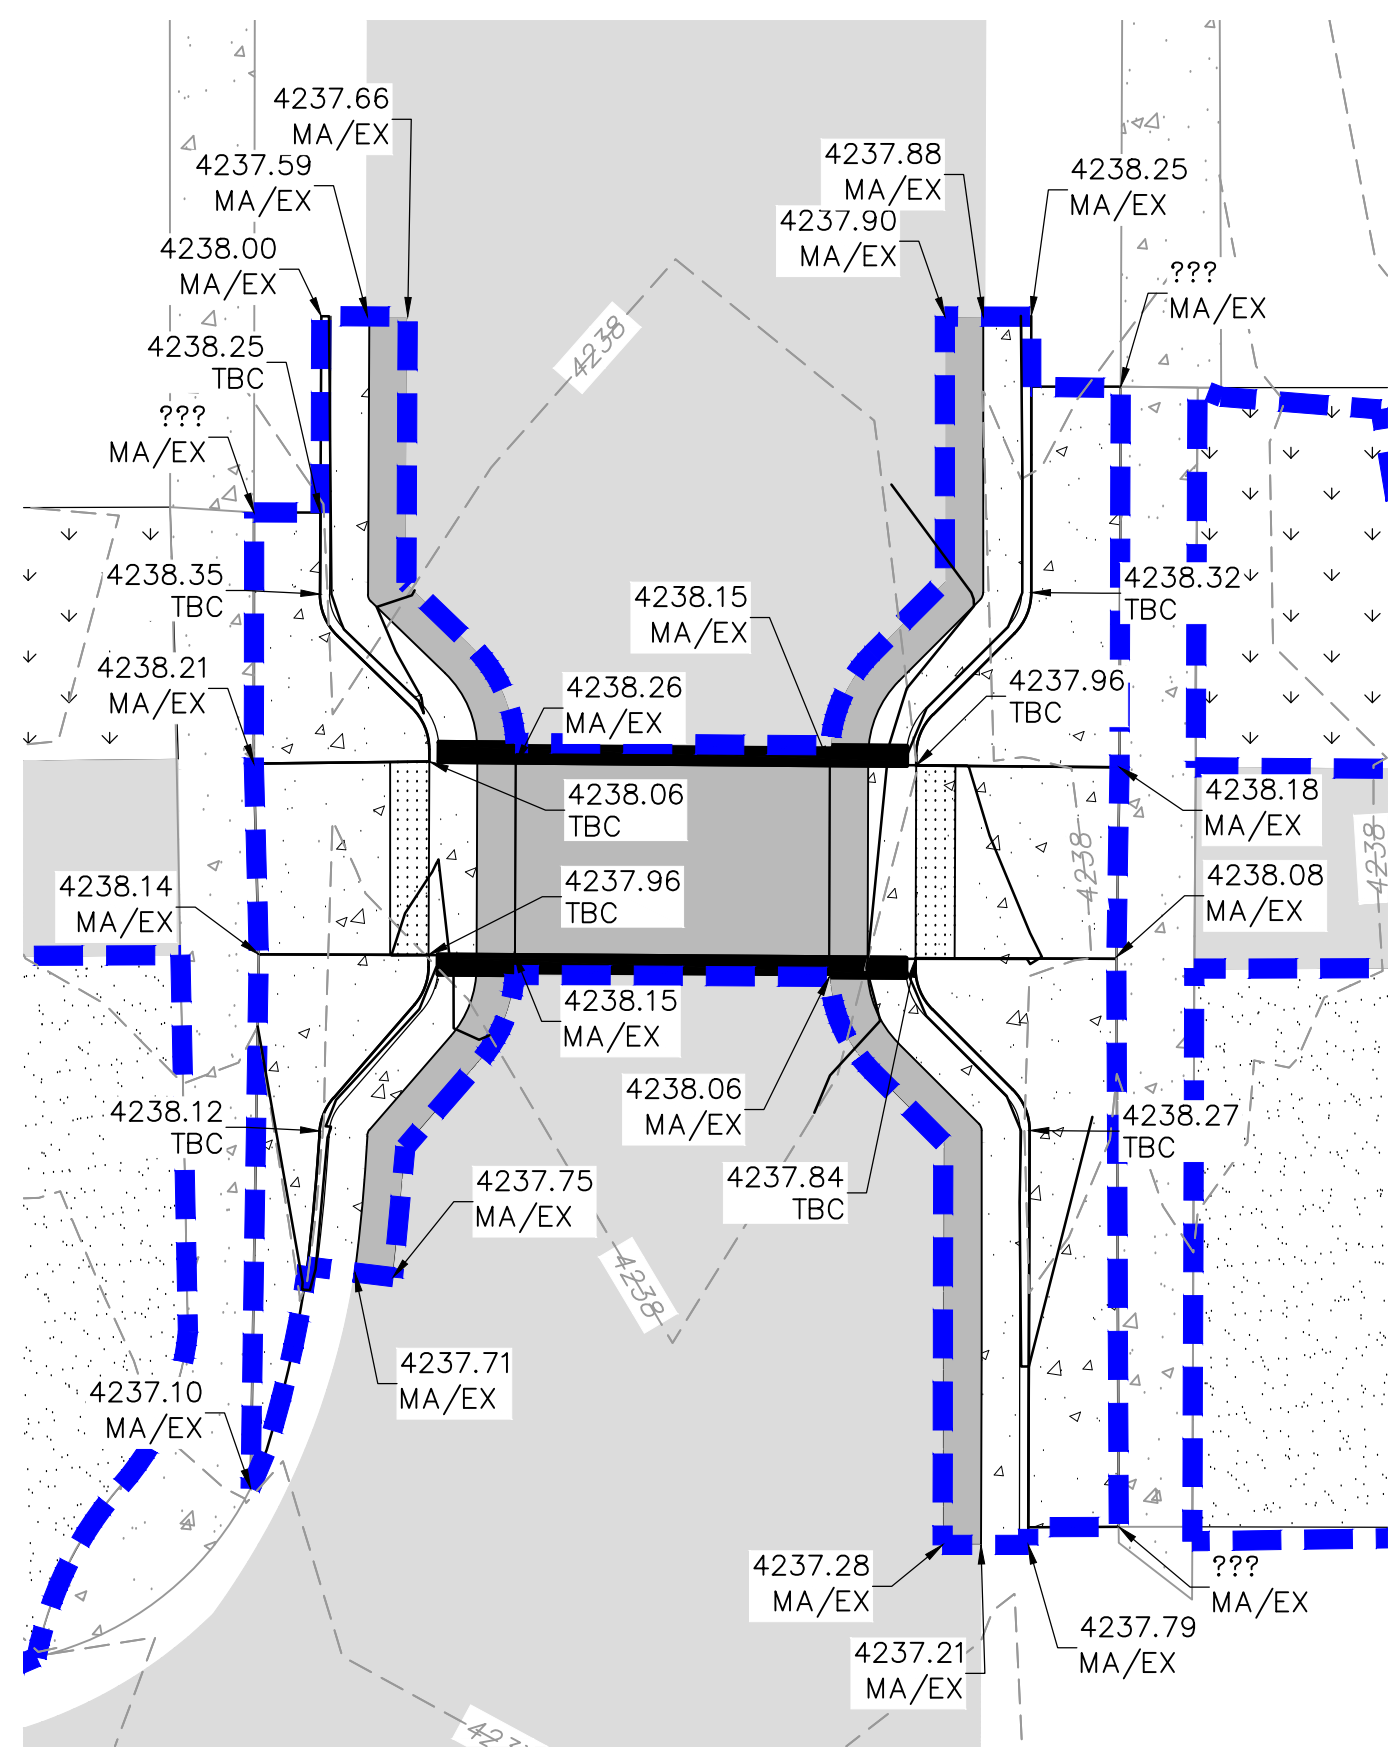 4237.66
MA/EX
4237.59
MA/EX
4237.88
MA/EX
4238.25
MA/EX
4237.90
MA/EX
4238.00
MA/EX
???
MA/EX
4238
4238.25
TBC
???
MA/EX
4238.35
TBC
4238.32
TBC
4238.15
MA/EX
4238.21
MA/EX
4238.26
MA/EX
4237.96
TBC
4238.06
TBC
4238.18
MA/EX
4238
4238
4238.14
MA/EX
4237.96
TBC
4238.08
MA/EX
4238.15
MA/EX
4238.06
MA/EX
4238.12
TBC
4238.27
TBC
4237.75
MA/EX
4237.84
TBC
4238
4237.71
MA/EX
4237.10
MA/EX
4237.28
MA/EX
???
MA/EX
4237.21
MA/EX
4237.79
MA/EX